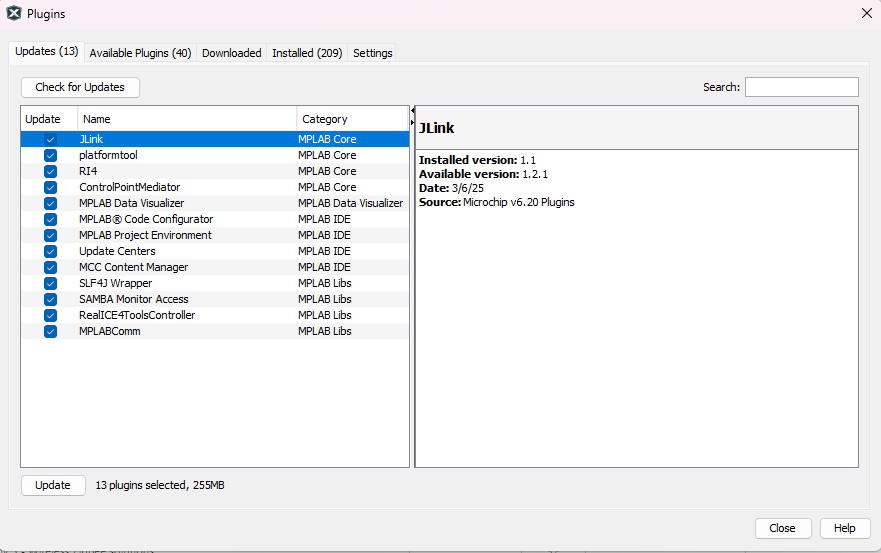 Plugins
Updates (13) Available Plugins (40) Downloaded Installed (209) Settings
Check for Updates Search:
Update Name Category
JLink MPLAB Core
platformtool MPLAB Core
RI4 MPLAB Core
ControlPointMediator MPLAB Core
MPLAB Data Visualizer MPLAB Data Visualizer
MPLAB® Code Configurator MPLAB IDE
MPLAB Project Environment MPLAB IDE
Update Centers MPLAB IDE
MCC Content Manager MPLAB IDE
SLF4J Wrapper MPLAB Libs
SAMBA Monitor Access MPLAB Libs
RealICE4ToolsController MPLAB Libs
MPLABComm MPLAB Libs
JLink
Installed version: 1.1
Available version: 1.2.1
Date: 3/6/25
Source: Microchip v6.20 Plugins
Update 13 plugins selected, 255MB
Close Help